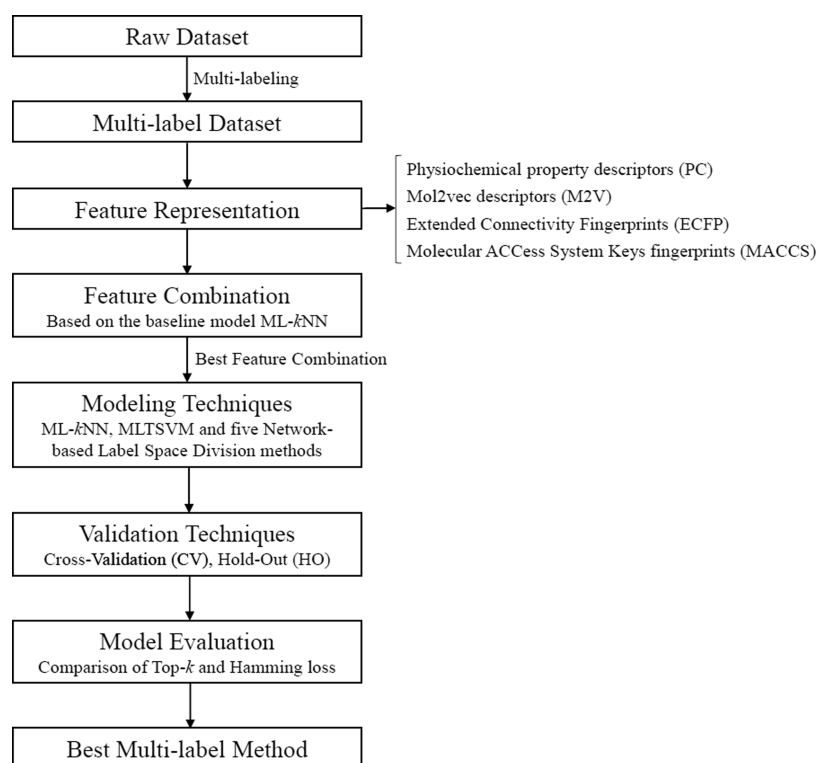 Raw Dataset
Multi-labeling
Multi-label Dataset
Feature Representation
Physiochemical property descriptors (PC)
Mol2vec descriptors (M2V)
Extended Connectivity Fingerprints (ECFP)
Molecular ACCess System Keys fingerprints (MACCS)
Feature Combination
Based on the baseline model ML-kNN
Best Feature Combination
Modeling Techniques
ML-kNN, MLTSVM and five Network-
based Label Space Division methods
Validation Techniques
Cross-Validation (CV), Hold-Out (HO)
Model Evaluation
Comparison of Top-k and Hamming loss
Best Multi-label Method